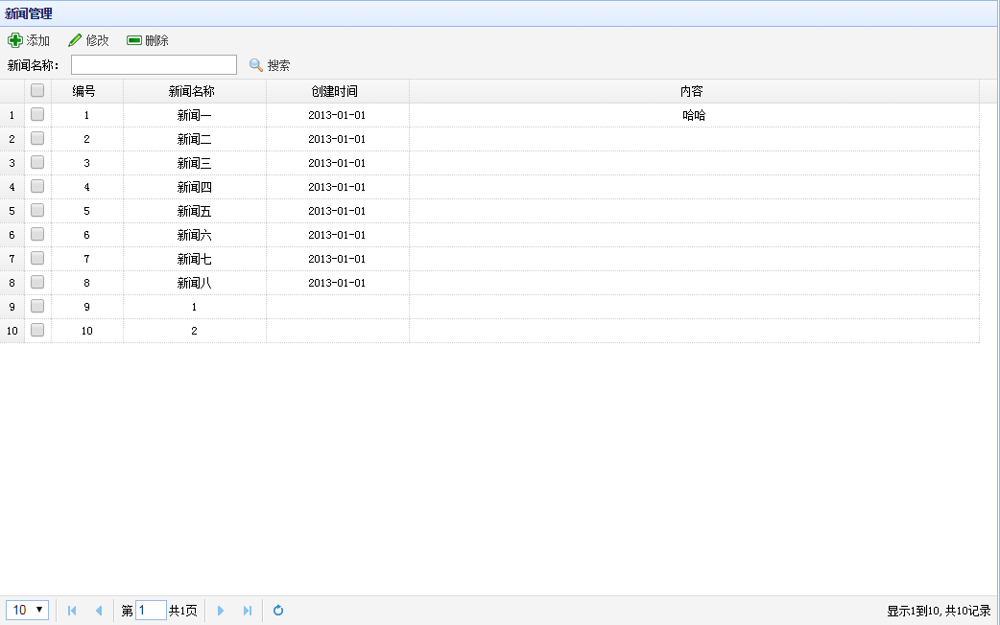 新闻管理
添加 修改 删除
新闻名称: 搜索
编号 新闻名称 创建时间 内容
1 1 新闻一 2013-01-01 哈哈
2 2 新闻二 2013-01-01
3 3 新闻三 2013-01-01
4 4 新闻四 2013-01-01
5 5 新闻五 2013-01-01
6 6 新闻六 2013-01-01
7 7 新闻七 2013-01-01
8 8 新闻八 2013-01-01
9 9 1
10 10 2
10 第 1 共1页 显示1到10, 共10记录